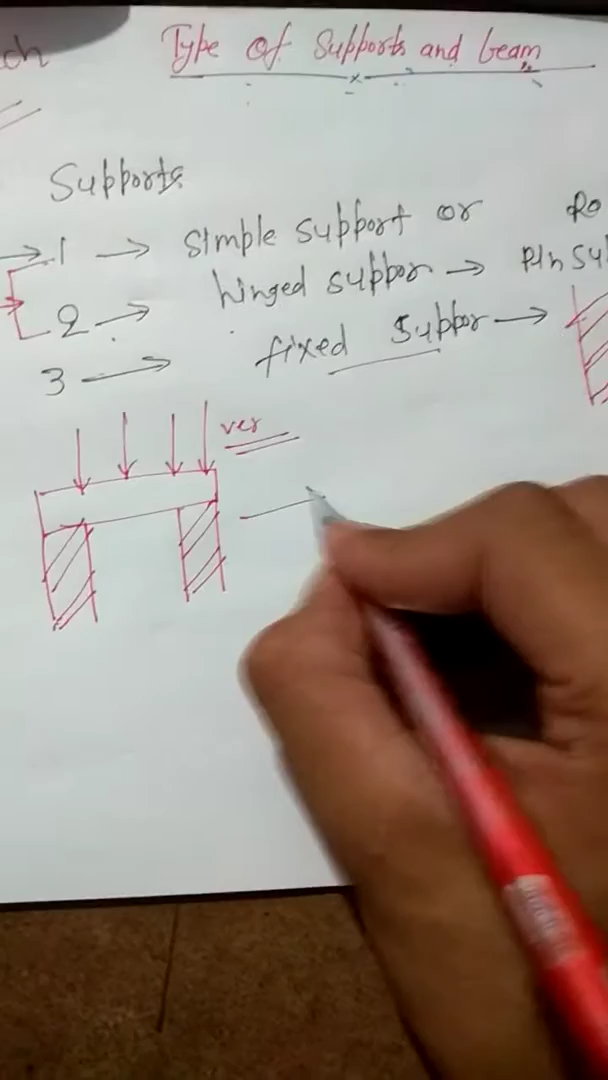 ch Type of Supports and beam
Supports
1 → simple support or Ro
2 → hinged suppor → Pin Su
3 → fixed suppor →
ver